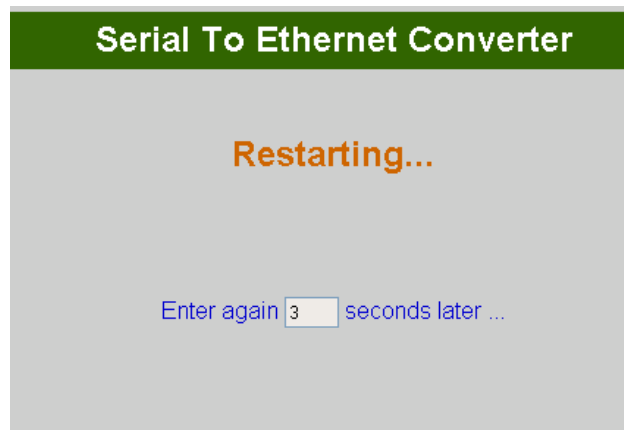 Serial To Ethernet Converter
Restarting...
Enter again 3 seconds later ...